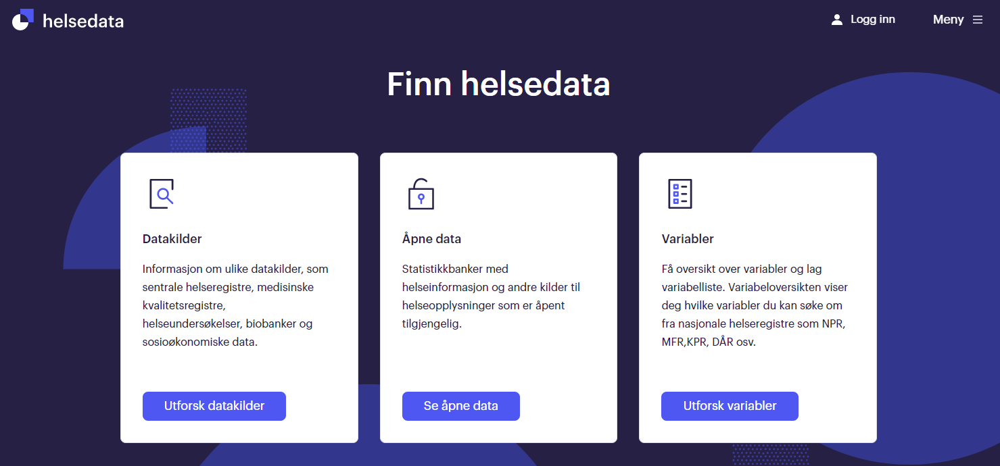 helsedata
Logg inn
Meny
Finn helsedata
Datakilder
Informasjon om ulike datakilder, som
sentrale helseregistre, medisinske
kvalitetsregistre,
helseundersøkelser, biobanker og
sosioøkonomiske data.
Utforsk datakilder
Åpne data
Statistikkbanker med
helseinformasjon og andre kilder til
helseopplysninger som er åpent
tilgjengelig.
Se åpne data
Variabler
Få oversikt over variabler og lag
variabelliste. Variabeloversikten viser
deg hvilke variabler du kan søke om
fra nasjonale helseregistre som NPR,
MFR,KPR, DÅR osv.
Utforsk variabler